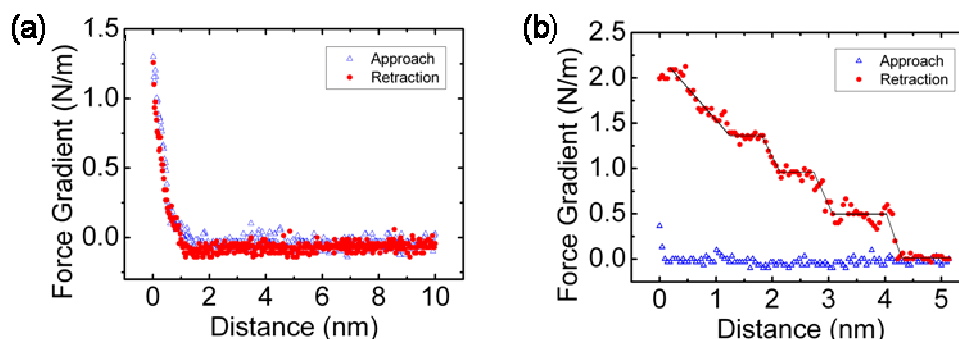 (a)
Force Gradient (N/m)
1.5
1.0
0.5
0.0
Approach
Retraction
0 2 4 6 8 10
Distance (nm)
(b)
Force Gradient (N/m)
2.5
2.0
1.5
1.0
0.5
0.0
Approach
Retraction
0 1 2 3 4 5
Distance (nm)